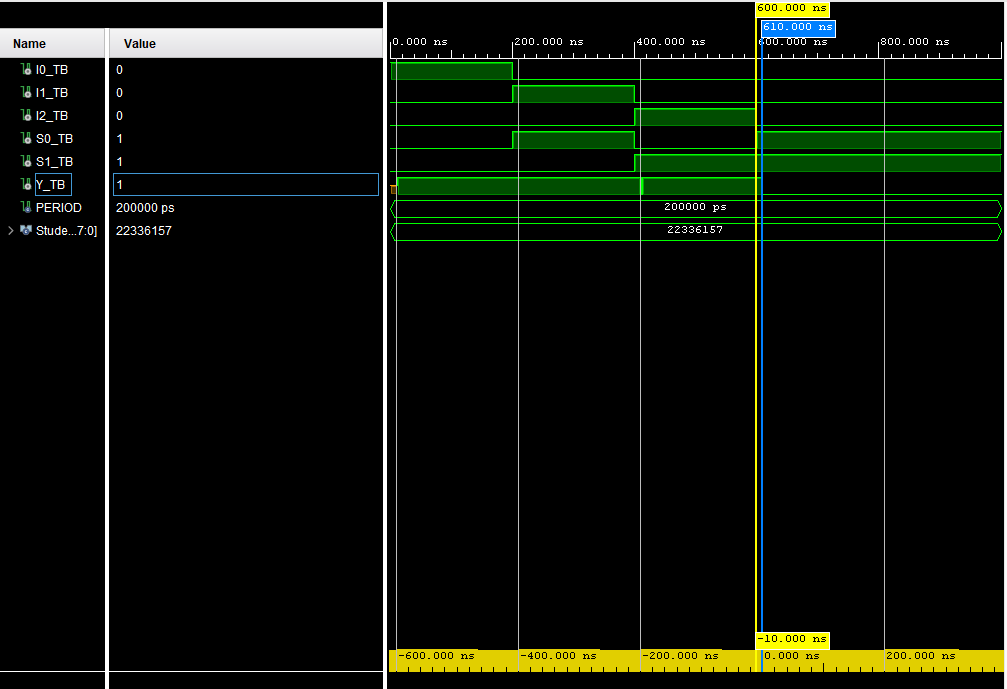 600.000 ns
610.000 ns
Name Value
0.000 ns 200.000 ns 400.000 ns 600.000 ns 800.000 ns
I0_TB 0
I1_TB 0
I2_TB 0
S0_TB 1
S1_TB 1
Y_TB 1
PERIOD 200000 ps 200000 ps
Stude...7:0] 22336157 22336157
-10.000 ns
-600.000 ns -400.000 ns -200.000 ns 0.000 ns 200.000 ns